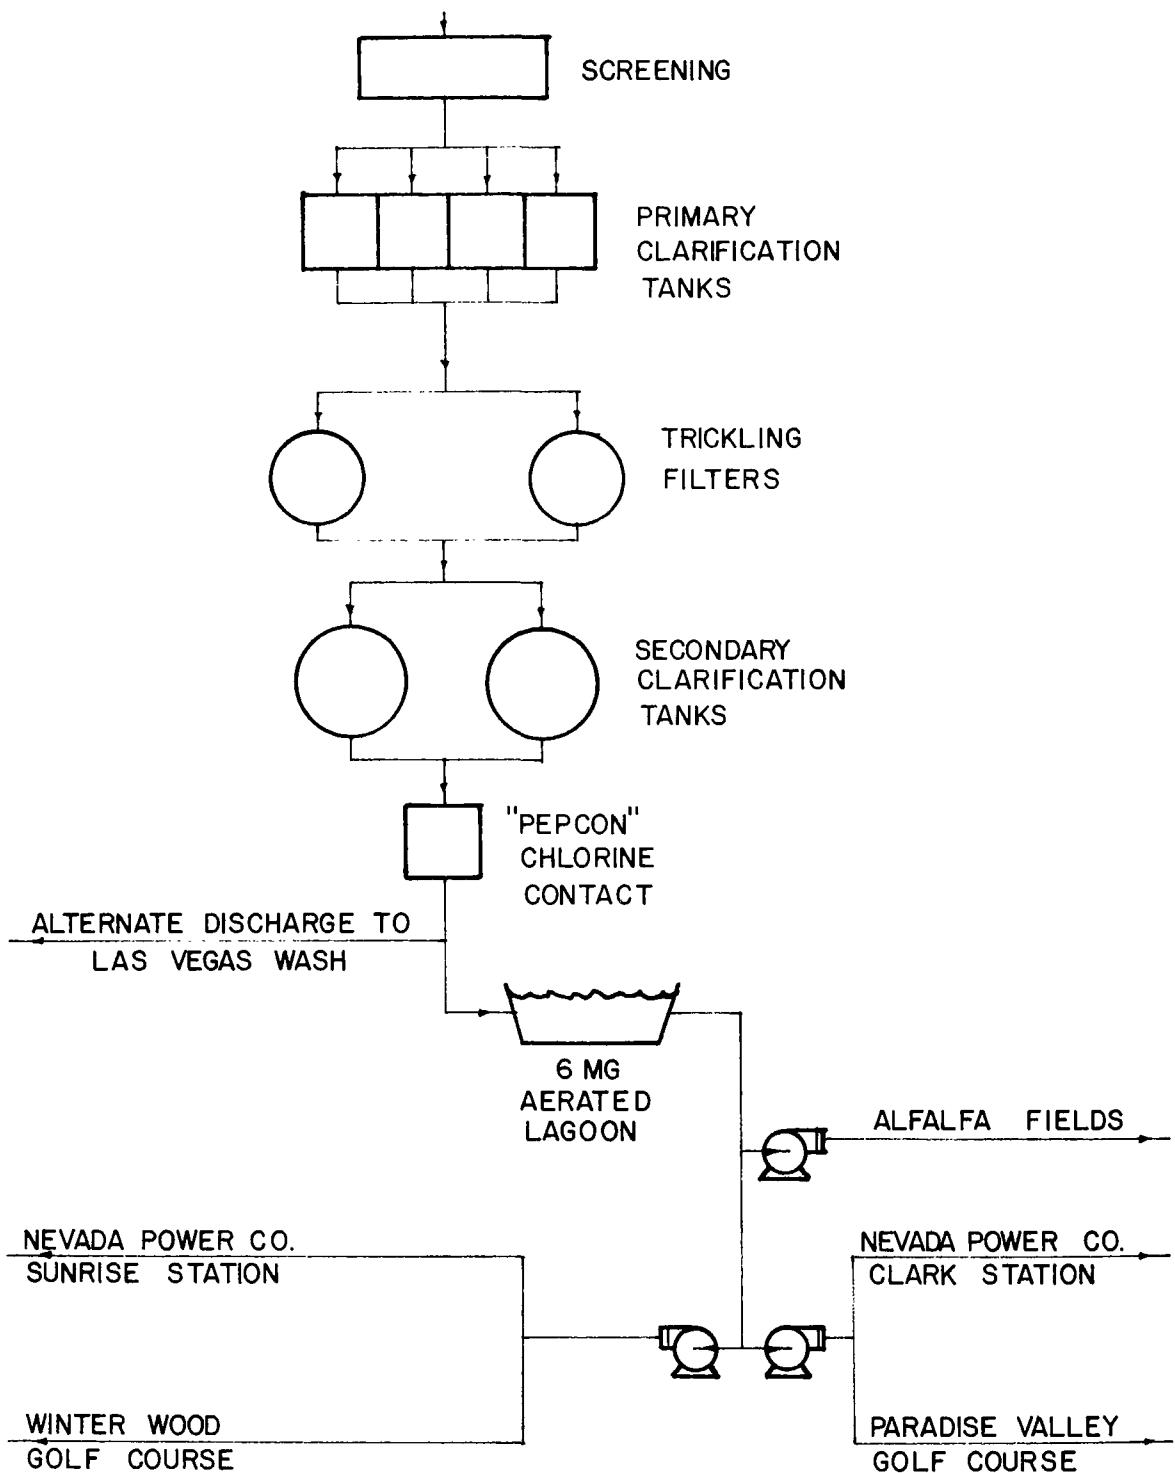 SCREENING
PRIMARY
CLARIFICATION
TANKS
TRICKLING
FILTERS
SECONDARY
CLARIFICATION
TANKS
"PEPCON"
CHLORINE
CONTACT
ALTERNATE DISCHARGE TO
LAS VEGAS WASH
6 MG
AERATED
LAGOON
ALFALFA FIELDS
NEVADA POWER CO.
SUNRISE STATION
NEVADA POWER CO.
CLARK STATION
WINTER WOOD
GOLF COURSE
PARADISE VALLEY
GOLF COURSE